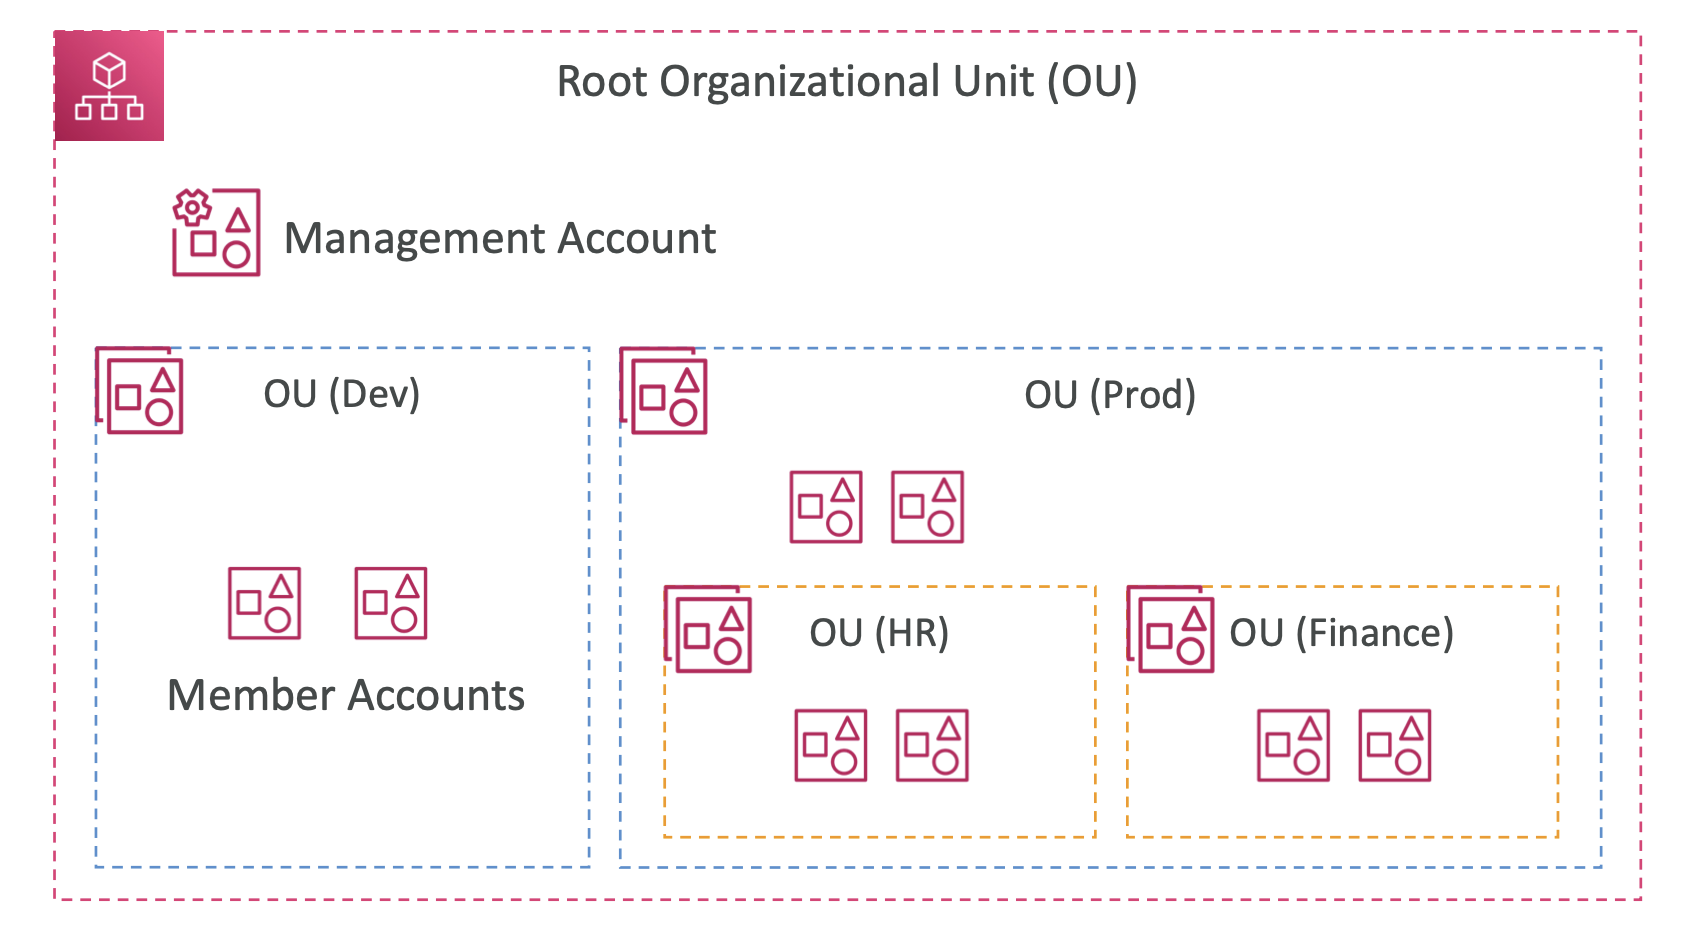 Root Organizational Unit (OU)
Management Account
OU (Dev)
OU (Prod)
Member Accounts
OU (HR)
OU (Finance)